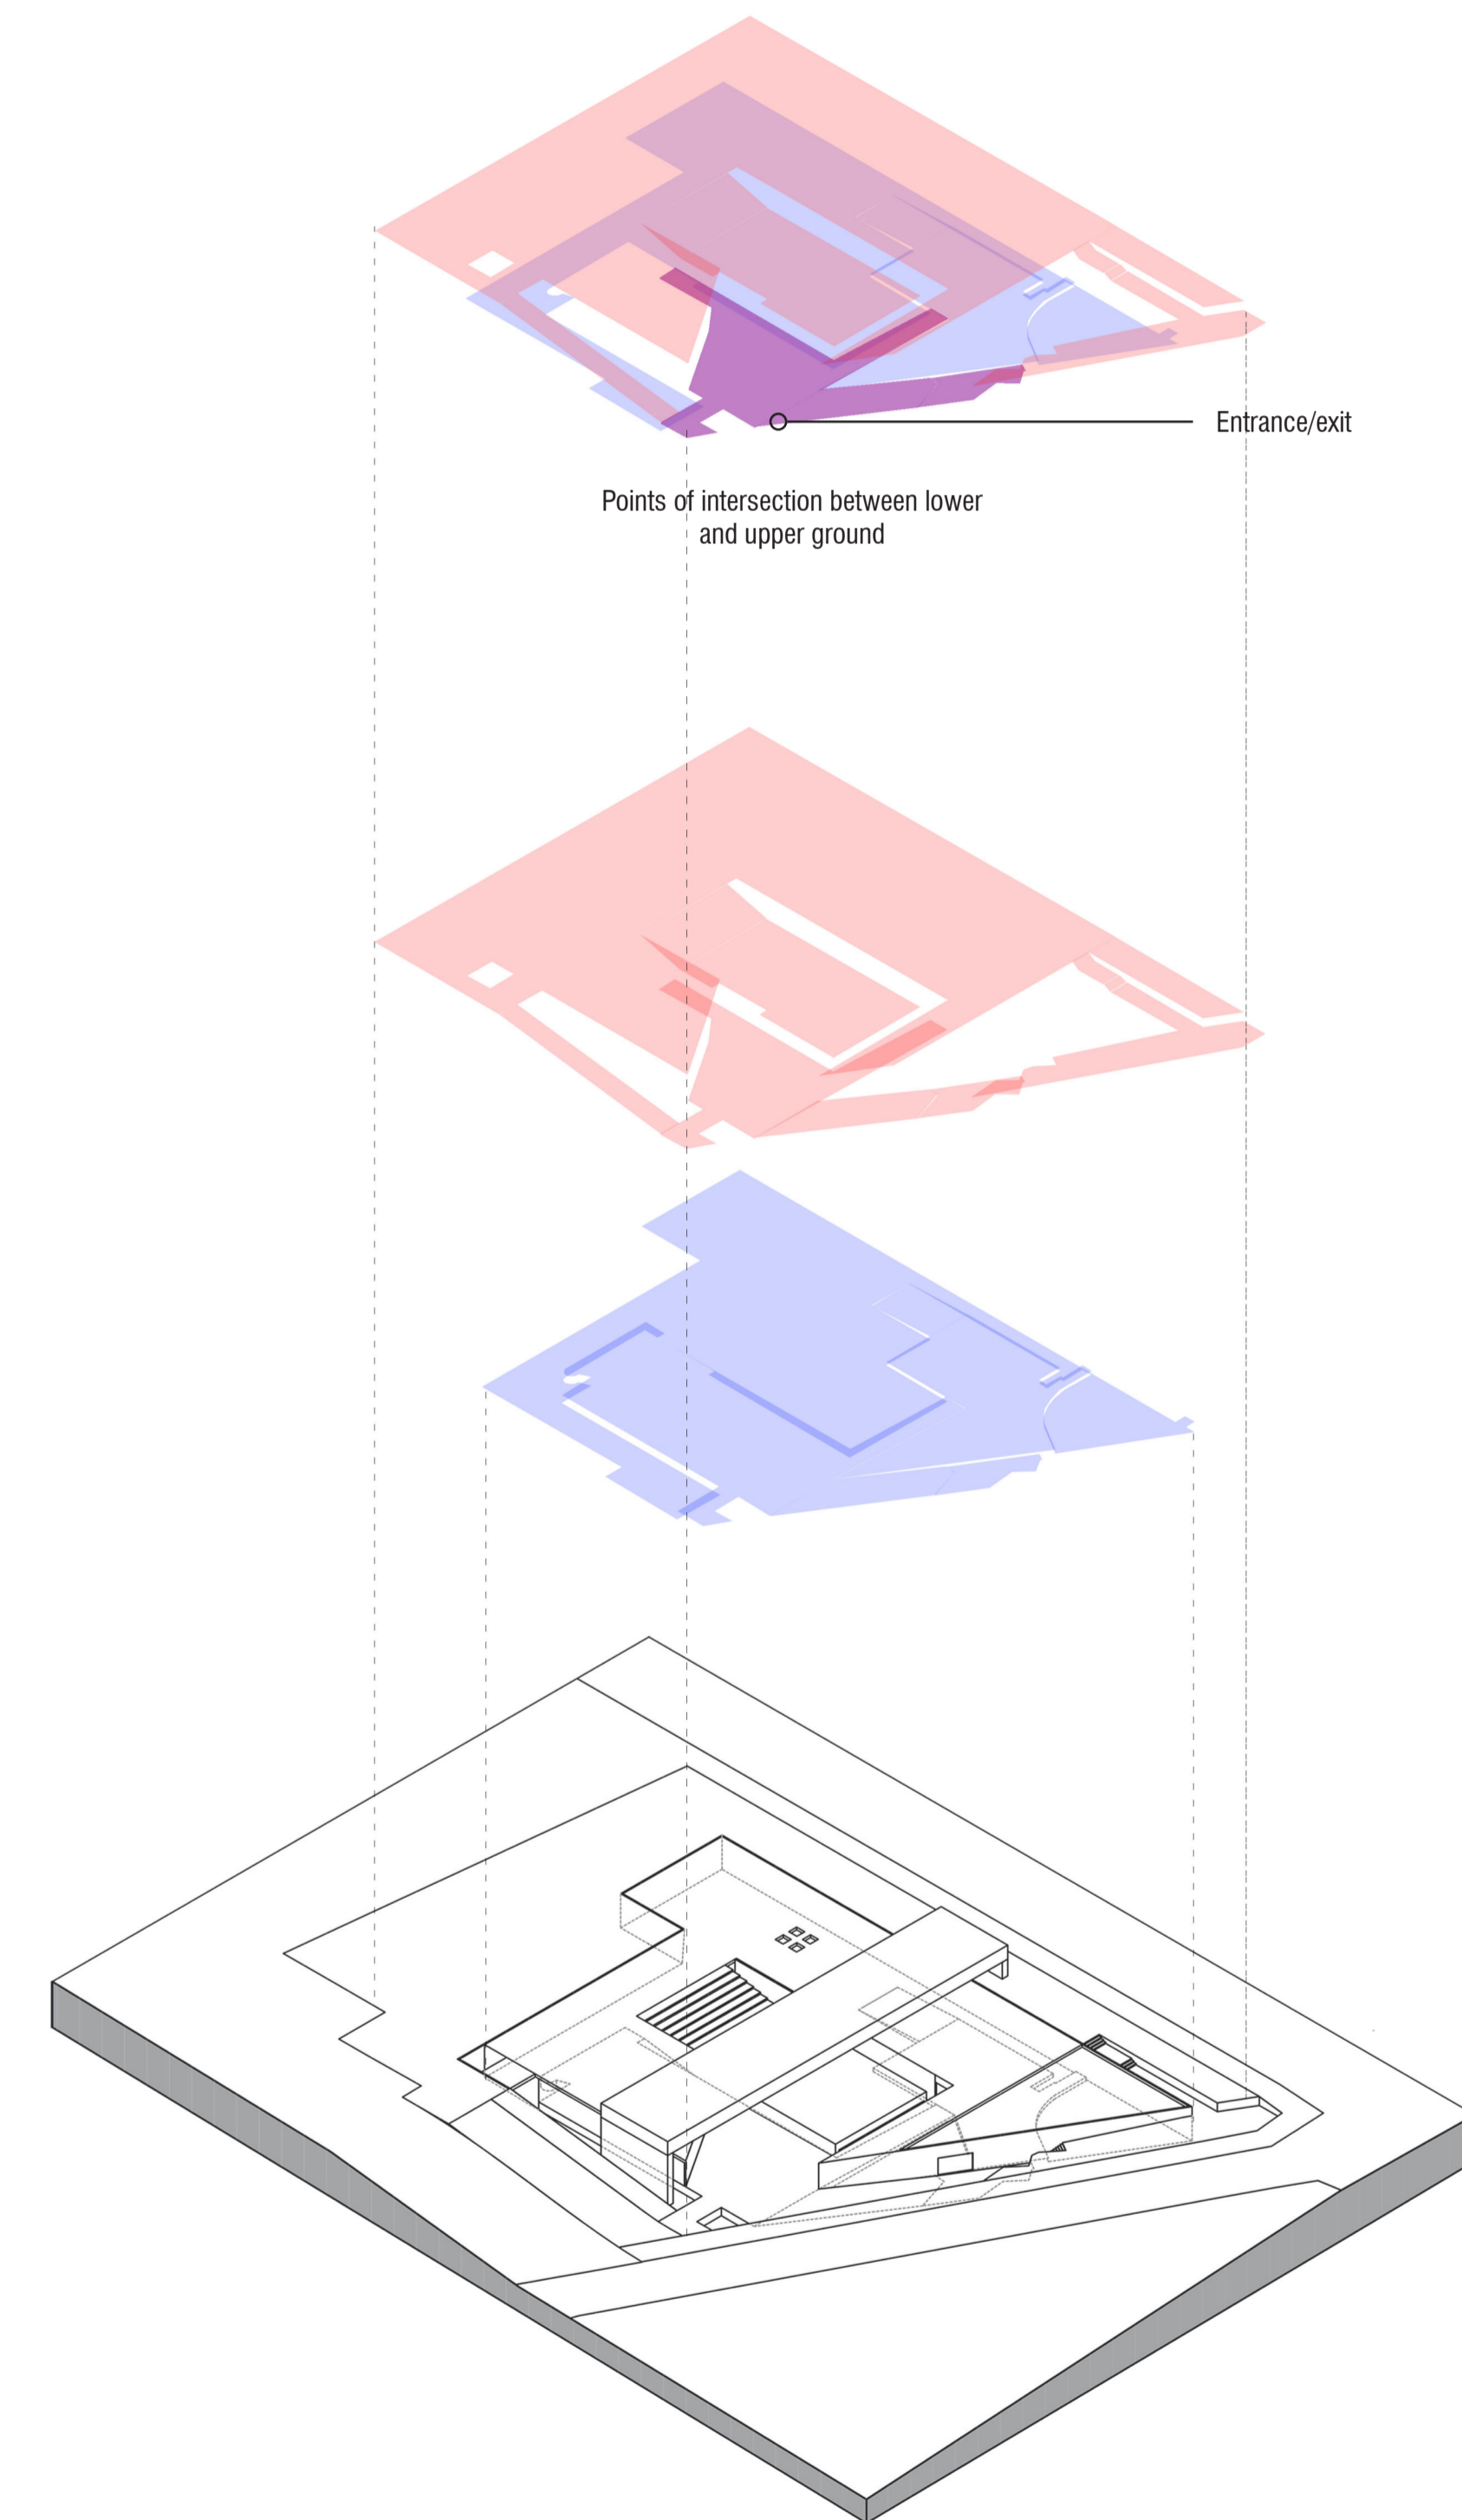 Entrance/exit
Points of intersection between lower
and upper ground